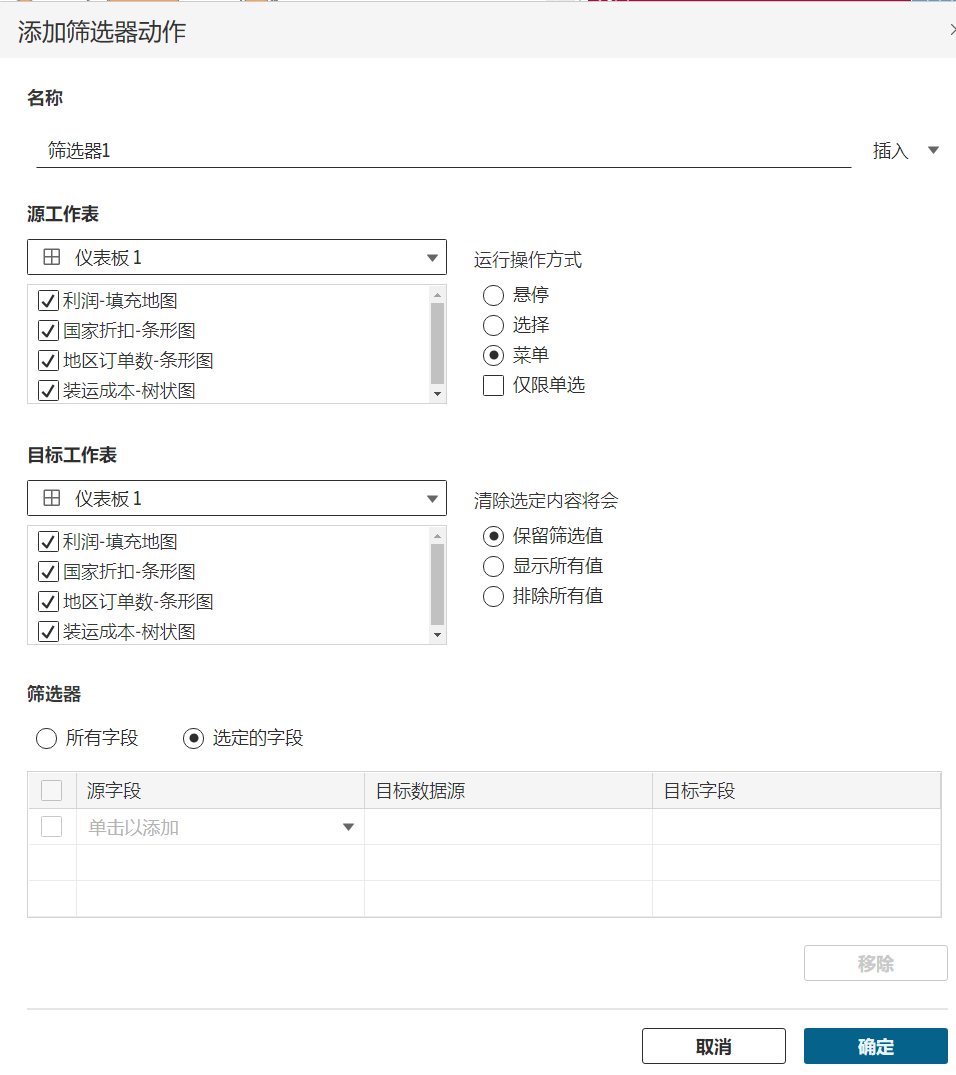 添加筛选器动作
名称
筛选器1
插入
源工作表
仪表板 1
运行操作方式
利润-填充地图
悬停
国家折扣-条形图
选择
地区订单数-条形图
菜单
装运成本-树状图
仅限单选
目标工作表
仪表板 1
清除选定内容将会
利润-填充地图
保留筛选值
国家折扣-条形图
显示所有值
地区订单数-条形图
排除所有值
装运成本-树状图
筛选器
所有字段 选定的字段
源字段 目标数据源 目标字段
单击以添加
移除
取消 确定